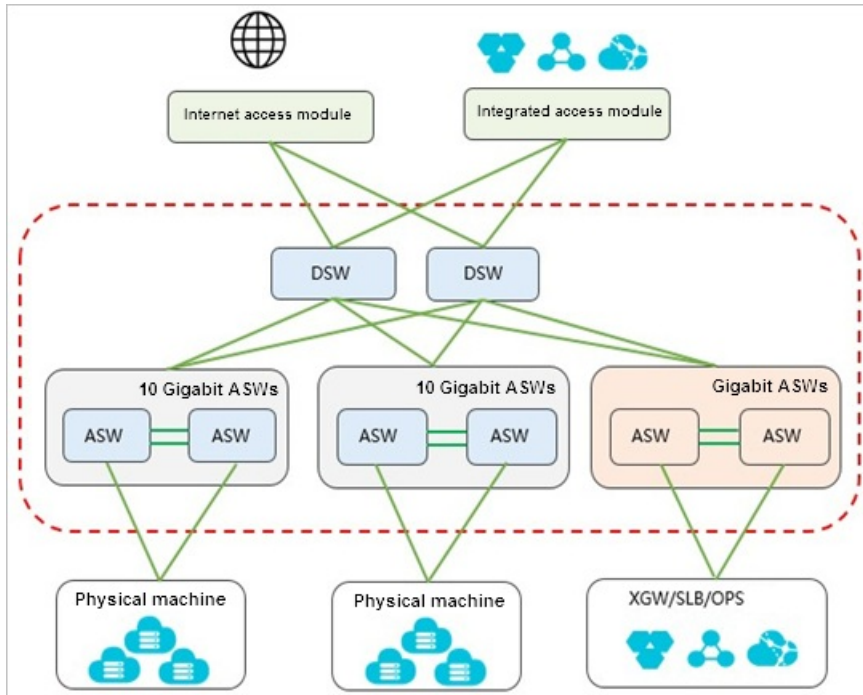 Internet access module
Integrated access module
DSW
DSW
10 Gigabit ASWs
10 Gigabit ASWs
Gigabit ASWs
ASW
ASW
ASW
ASW
ASW
ASW
Physical machine
Physical machine
XGW/SLB/OPS